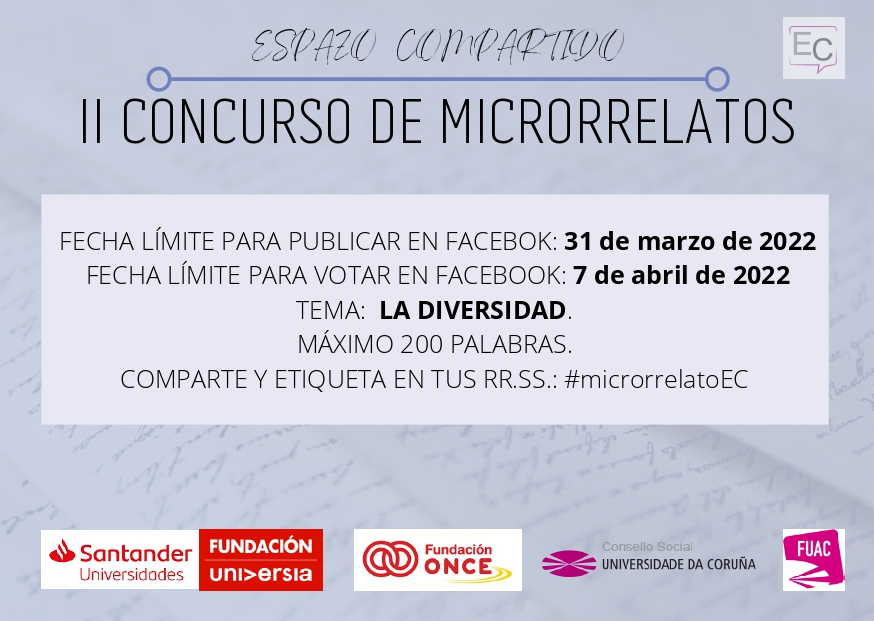 ESPAZO COMPARTIDO
EC
II CONCURSO DE MICRORRELATOS
FECHA LÍMITE PARA PUBLICAR EN FACEBOK: 31 de marzo de 2022
FECHA LÍMITE PARA VOTAR EN FACEBOOK: 7 de abril de 2022
TEMA: LA DIVERSIDAD.
MÁXIMO 200 PALABRAS.
COMPARTE Y ETIQUETA EN TUS RR.SS.: #microrrelatoEC
Santander
Universidades
FUNDACIÓN
uni>ersia
Fundación
ONCE
Consello Social
UNIVERSIDADE DA CORUÑA
FUAC